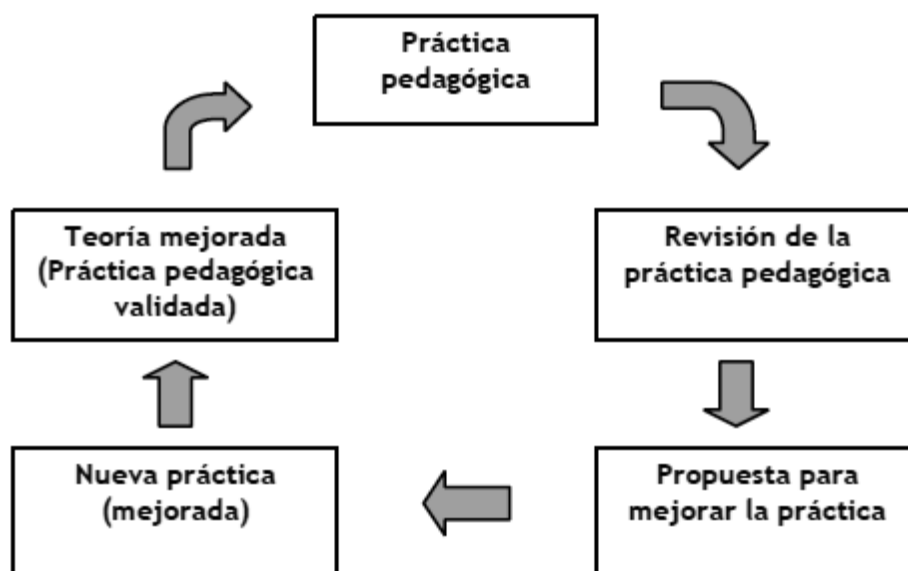 Práctica
pedagógica
Teoría mejorada
(Práctica pedagógica
validada)
Revisión de la
práctica pedagógica
Nueva práctica
(mejorada)
Propuesta para
mejorar la práctica